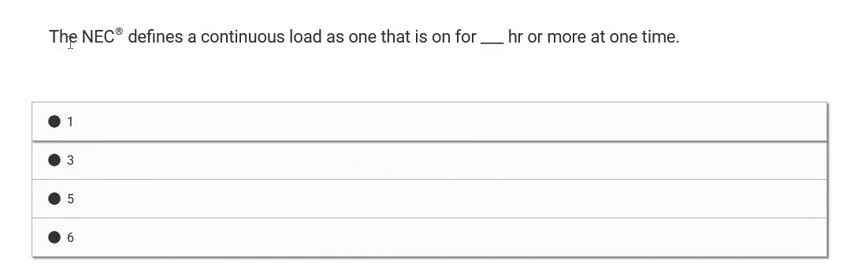 The NEC® defines a continuous load as one that is on for ___ hr or more at one time.
1
3
5
6